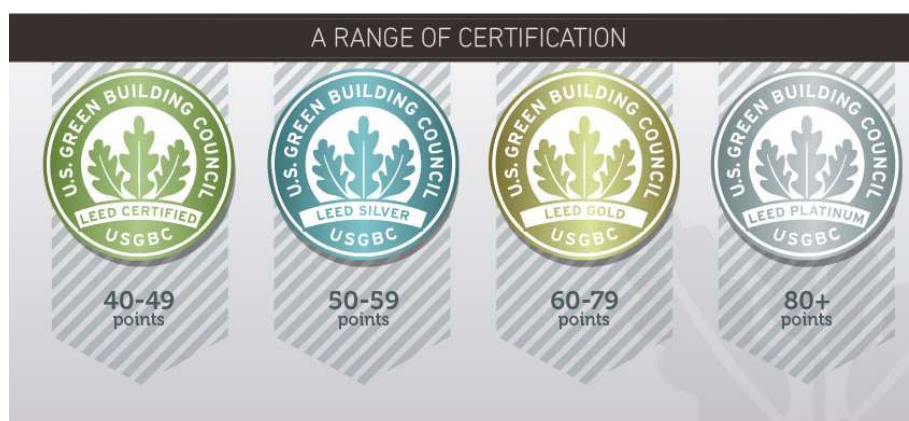 A RANGE OF CERTIFICATION
U.S. GREEN BUILDING COUNCIL
LEED CERTIFIED
USGBC
40-49
points
U.S. GREEN BUILDING COUNCIL
LEED SILVER
USGBC
50-59
points
U.S. GREEN BUILDING COUNCIL
LEED GOLD
USGBC
60-79
points
U.S. GREEN BUILDING COUNCIL
LEED PLATINUM
USGBC
80+
points